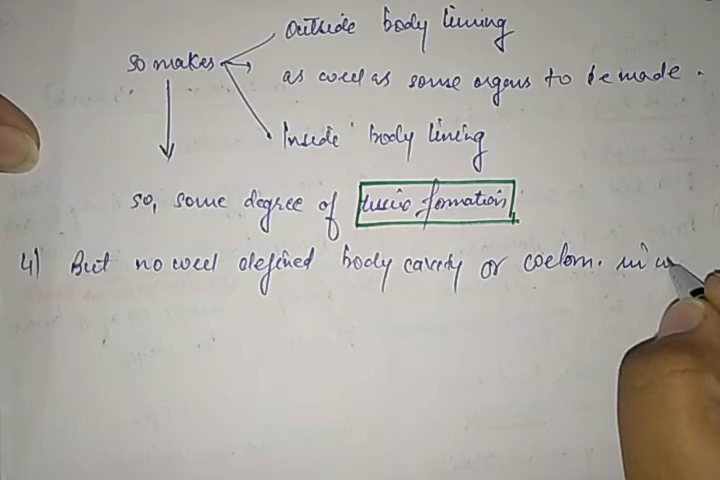 outside body lining
so makes
as well as some organs to be made.
Inside body lining
so, some degree of tissue formation
4) But no well defined body cavity or coelom. in w